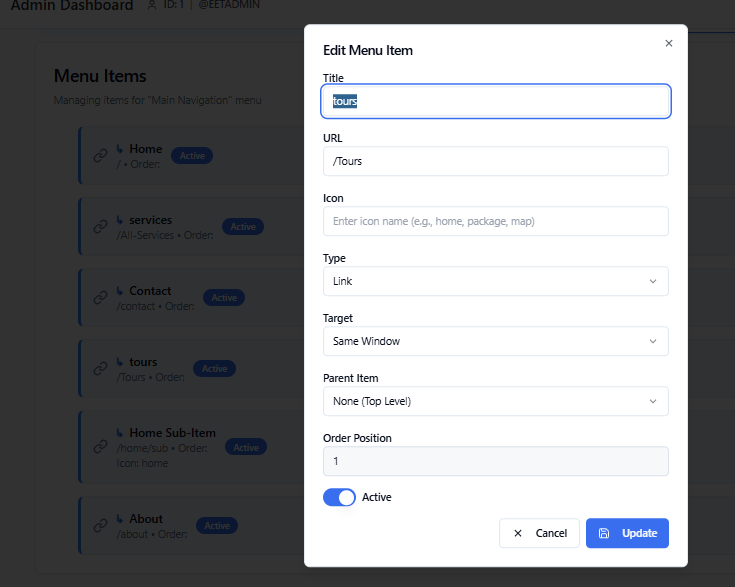 Admin Dashboard ID: 1 | @EETADMIN
Menu Items
Managing items for "Main Navigation" menu
Home
/ • Order:
Active
services
/All-Services • Order:
Active
Contact
/contact • Order:
Active
tours
/Tours • Order:
Active
Home Sub-Item
/home/sub • Order:
Icon: home
Active
About
/about • Order:
Active
Edit Menu Item
Title
tours
URL
/Tours
Icon
Enter icon name (e.g., home, package, map)
Type
Link
Target
Same Window
Parent Item
None (Top Level)
Order Position
1
Active
Cancel
Update